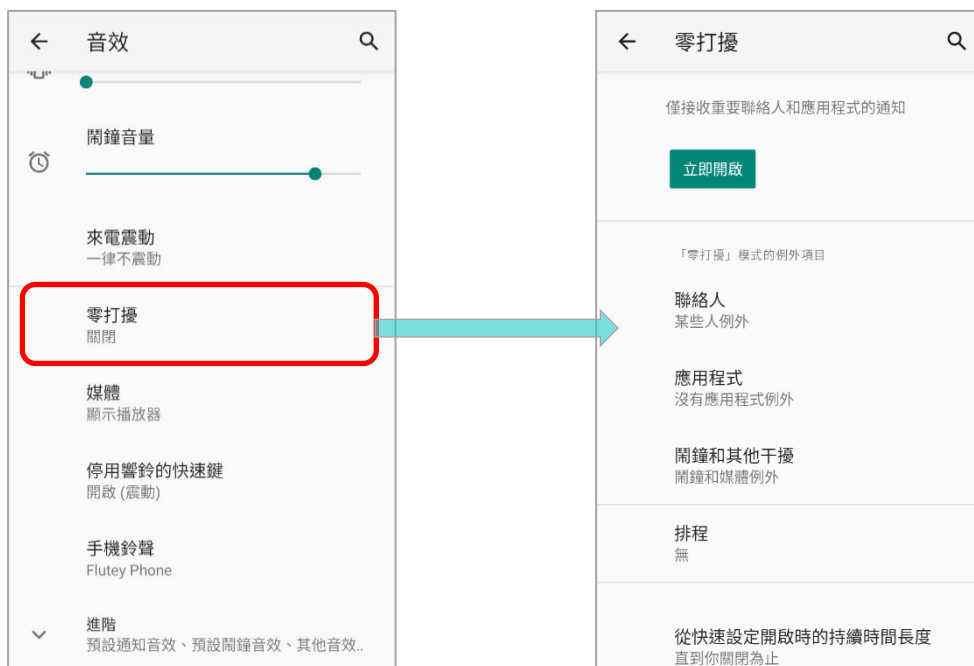 音效
鬧鐘音量
來電震動
一律不震動
零打擾
關閉
媒體
顯示播放器
停用響鈴的快速鍵
開啟 (震動)
手機鈴聲
Flutey Phone
進階
預設通知音效、預設鬧鐘音效、其他音效..
零打擾
僅接收重要聯絡人和應用程式的通知
立即開啟
「零打擾」模式的例外項目
聯絡人
某些人例外
應用程式
沒有應用程式例外
鬧鐘和其他干擾
鬧鐘和媒體例外
排程
無
從快速設定開啟時的持續時間長度
直到你關閉為止